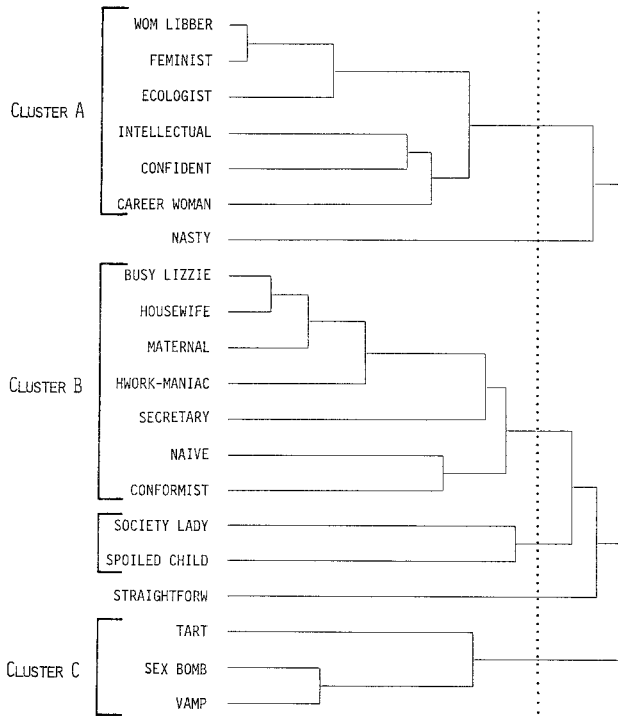 WOM LIBBER
FEMINIST
ECOLOGIST
CLUSTER A
INTELLECTUAL
CONFIDENT
CAREER WOMAN
NASTY
BUSY LIZZIE
HOUSEWIFE
MATERNAL
CLUSTER B
HWORK-MANIAC
SECRETARY
NAIVE
CONFORMIST
SOCIETY LADY
SPOILED CHILD
STRAIGHTFORW
TART
CLUSTER C
SEX BOMB
VAMP